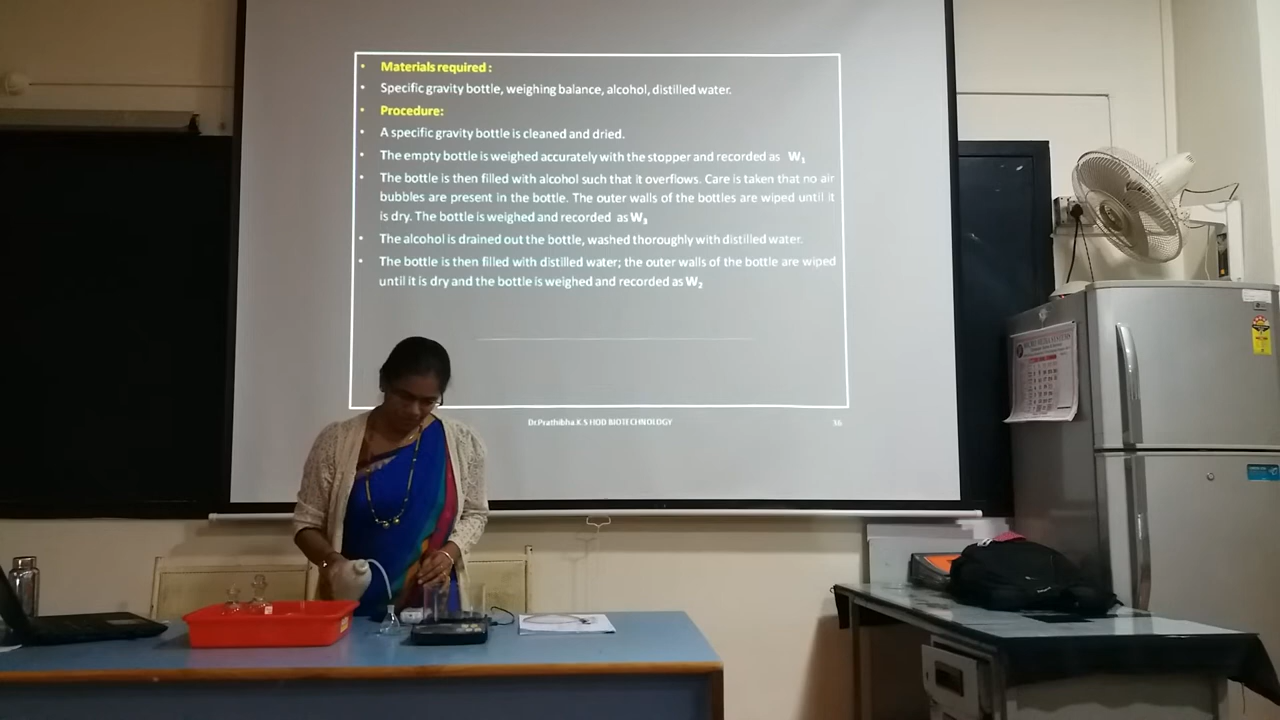 Materials required :
Specific gravity bottle, weighing balance, alcohol, distilled water.
Procedure:
A specific gravity bottle is cleaned and dried.
The empty bottle is weighed accurately with the stopper and recorded as W₁
The bottle is then filled with alcohol such that it overflows. Care is taken that no air
bubbles are present in the bottle. The outer walls of the bottles are wiped until it
is dry. The bottle is weighed and recorded as W₃
The alcohol is drained out the bottle, washed thoroughly with distilled water.
The bottle is then filled with distilled water; the outer walls of the bottle are wiped
until it is dry and the bottle is weighed and recorded as W₂
Dr.Prathibha.K.S HOD BIOTECHNOLOGY
36